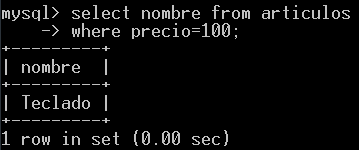 mysql> select nombre from articulos
    -> where precio=100;
+---------+
| nombre  |
+---------+
| Teclado |
+---------+
1 row in set (0.00 sec)